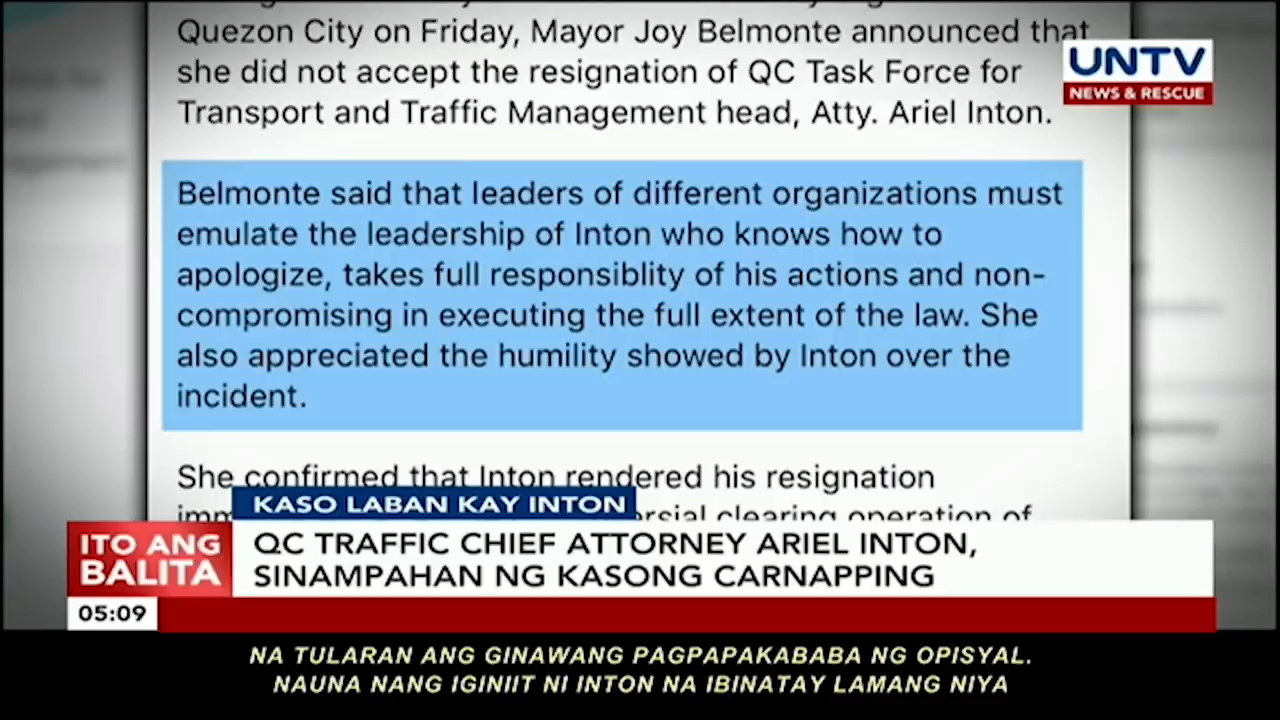 Quezon City on Friday, Mayor Joy Belmonte announced that
she did not accept the resignation of QC Task Force for
Transport and Traffic Management head, Atty. Ariel Inton.
UNTV
NEWS & RESCUE
Belmonte said that leaders of different organizations must
emulate the leadership of Inton who knows how to
apologize, takes full responsiblity of his actions and non-
compromising in executing the full extent of the law. She
also appreciated the humility showed by Inton over the
incident.
She confirmed that Inton rendered his resignation
clearing operation of
KASO LABAN KAY INTON
ITO ANG
BALITA
QC TRAFFIC CHIEF ATTORNEY ARIEL INTON,
SINAMPAHAN NG KASONG CARNAPPING
05:09
NA TULARAN ANG GINAWANG PAGPAPAKABABA NG OPISYAL.
NAUNA NANG IGINIIT NI INTON NA IBINATAY LAMANG NIYA